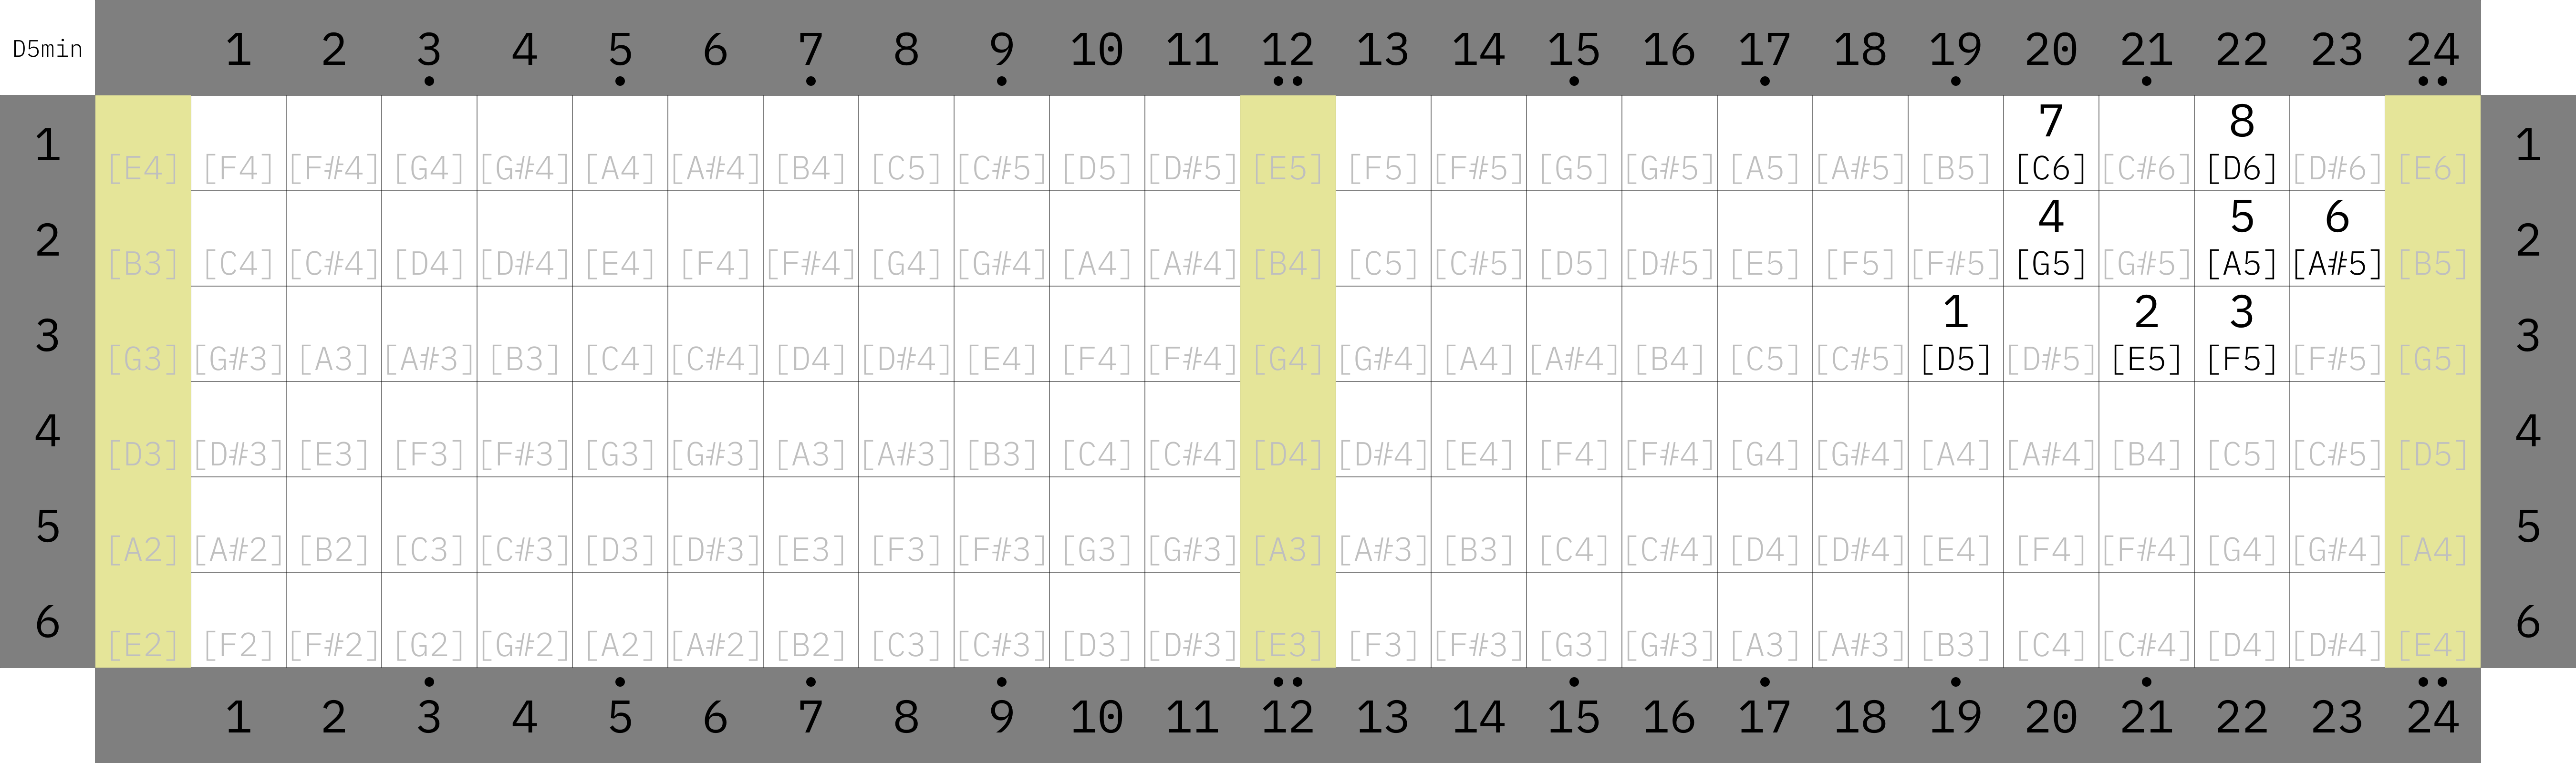 D5min 1 2 3 4 5 6 7 8 9 10 11 12 13 14 15 16 17 18 19 20 21 22 23 24
7 8
1 [E4] [F4] [F#4] [G4] [G#4] [A4] [A#4] [B4] [C5] [C#5] [D5] [D#5] [E5] [F5] [F#5] [G5] [G#5] [A5] [A#5] [B5] [C6] [C#6] [D6] [D#6] [E6] 1
4 5 6
2 [B3] [C4] [C#4] [D4] [D#4] [E4] [F4] [F#4] [G4] [G#4] [A4] [A#4] [B4] [C5] [C#5] [D5] [D#5] [E5] [F5] [F#5] [G5] [G#5] [A5] [A#5] [B5] 2
1 2 3
3 [G3] [G#3] [A3] [A#3] [B3] [C4] [C#4] [D4] [D#4] [E4] [F4] [F#4] [G4] [G#4] [A4] [A#4] [B4] [C5] [C#5] [D5] [D#5] [E5] [F5] [F#5] [G5] 3
4 [D3] [D#3] [E3] [F3] [F#3] [G3] [G#3] [A3] [A#3] [B3] [C4] [C#4] [D4] [D#4] [E4] [F4] [F#4] [G4] [G#4] [A4] [A#4] [B4] [C5] [C#5] [D5] 4
5 [A2] [A#2] [B2] [C3] [C#3] [D3] [D#3] [E3] [F3] [F#3] [G3] [G#3] [A3] [A#3] [B3] [C4] [C#4] [D4] [D#4] [E4] [F4] [F#4] [G4] [G#4] [A4] 5
6 [E2] [F2] [F#2] [G2] [G#2] [A2] [A#2] [B2] [C3] [C#3] [D3] [D#3] [E3] [F3] [F#3] [G3] [G#3] [A3] [A#3] [B3] [C4] [C#4] [D4] [D#4] [E4] 6
1 2 3 4 5 6 7 8 9 10 11 12 13 14 15 16 17 18 19 20 21 22 23 24